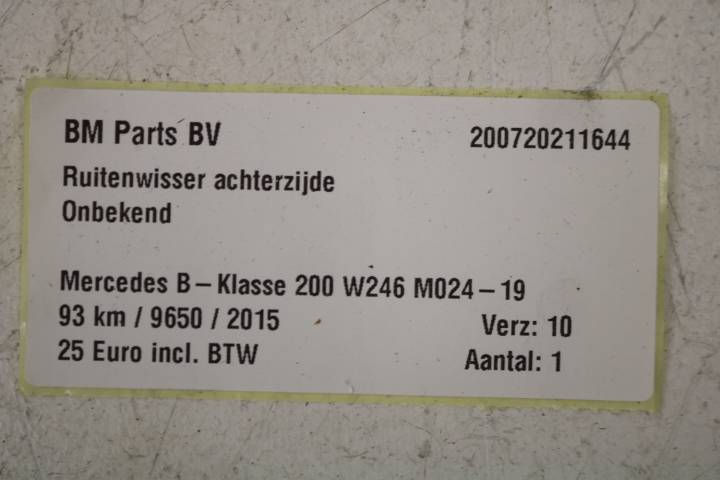 BM Parts BV 200720211644
Ruitenwisser achterzijde
Onbekend
Mercedes B-Klasse 200 W246 M024-19
93 km / 9650 / 2015 Verz: 10
25 Euro incl. BTW Aantal: 1